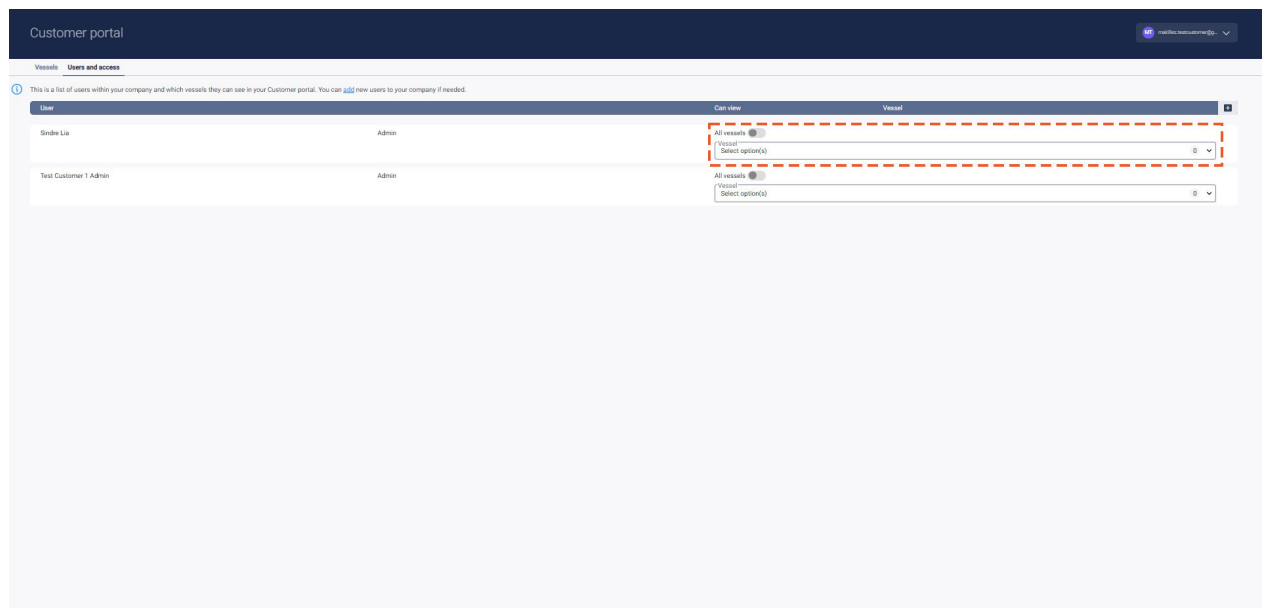 Customer portal
MT
Vessels Users and access
This is a list of users within your company and which vessels they can see in your Customer portal. You can add new users to your company if needed.
User Can view Vessel
Sindre Lia Admin All vessels
Vessel
Select option(s) 0
Test Customer 1 Admin Admin All vessels
Vessel
Select option(s) 0